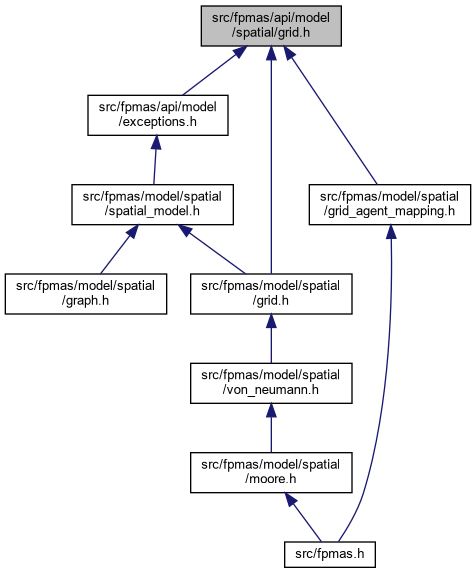 src/fpmas/api/model
/spatial/grid.h
src/fpmas/api/model
/exceptions.h
src/fpmas/model/spatial
/spatial_model.h
src/fpmas/model/spatial
/grid_agent_mapping.h
src/fpmas/model/spatial
/graph.h
src/fpmas/model/spatial
/grid.h
src/fpmas/model/spatial
/von_neumann.h
src/fpmas/model/spatial
/moore.h
src/fpmas.h